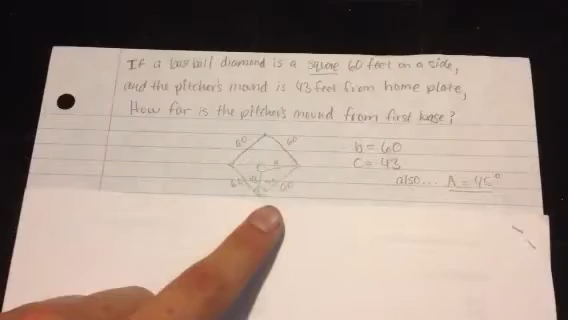 If a baseball diamond is a square 60 feet on a side,
and the pitcher's mound is 43 feet from home plate,
How far is the pitcher's mound from first base?
60 60
b = 60
C = 43
a
also... A = 45°
60 60